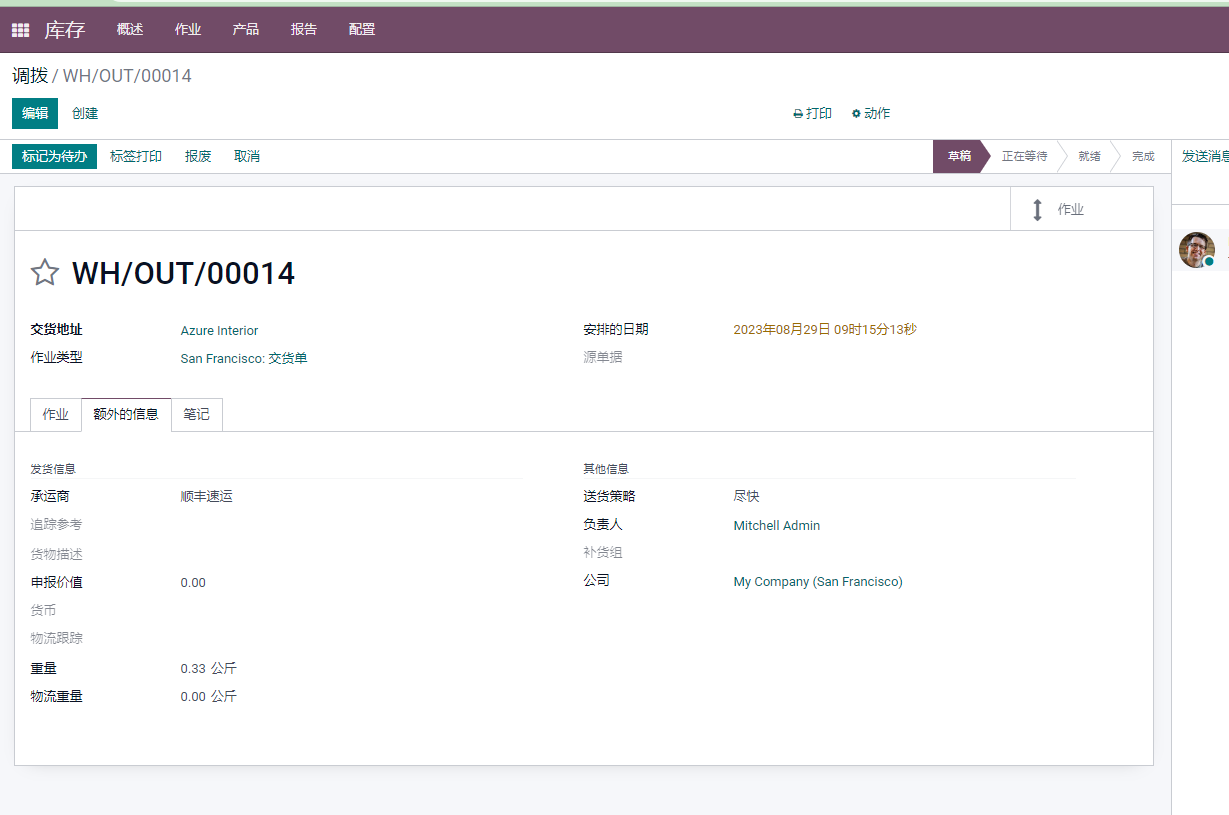 库存 概述 作业 产品 报告 配置
调拨 / WH/OUT/00014
编辑 创建 打印 动作
标记为待办 标签打印 报废 取消 草稿 正在等待 就绪 完成 发送消息
作业
WH/OUT/00014
交货地址 Azure Interior 安排的日期 2023年08月29日 09时15分13秒
作业类型 San Francisco: 交货单 源单据
作业 额外的信息 笔记
发货信息 其他信息
承运商 顺丰速运 送货策略 尽快
追踪参考 负责人 Mitchell Admin
货物描述 补货组
申报价值 0.00 公司 My Company (San Francisco)
货币
物流跟踪
重量 0.33 公斤
物流重量 0.00 公斤